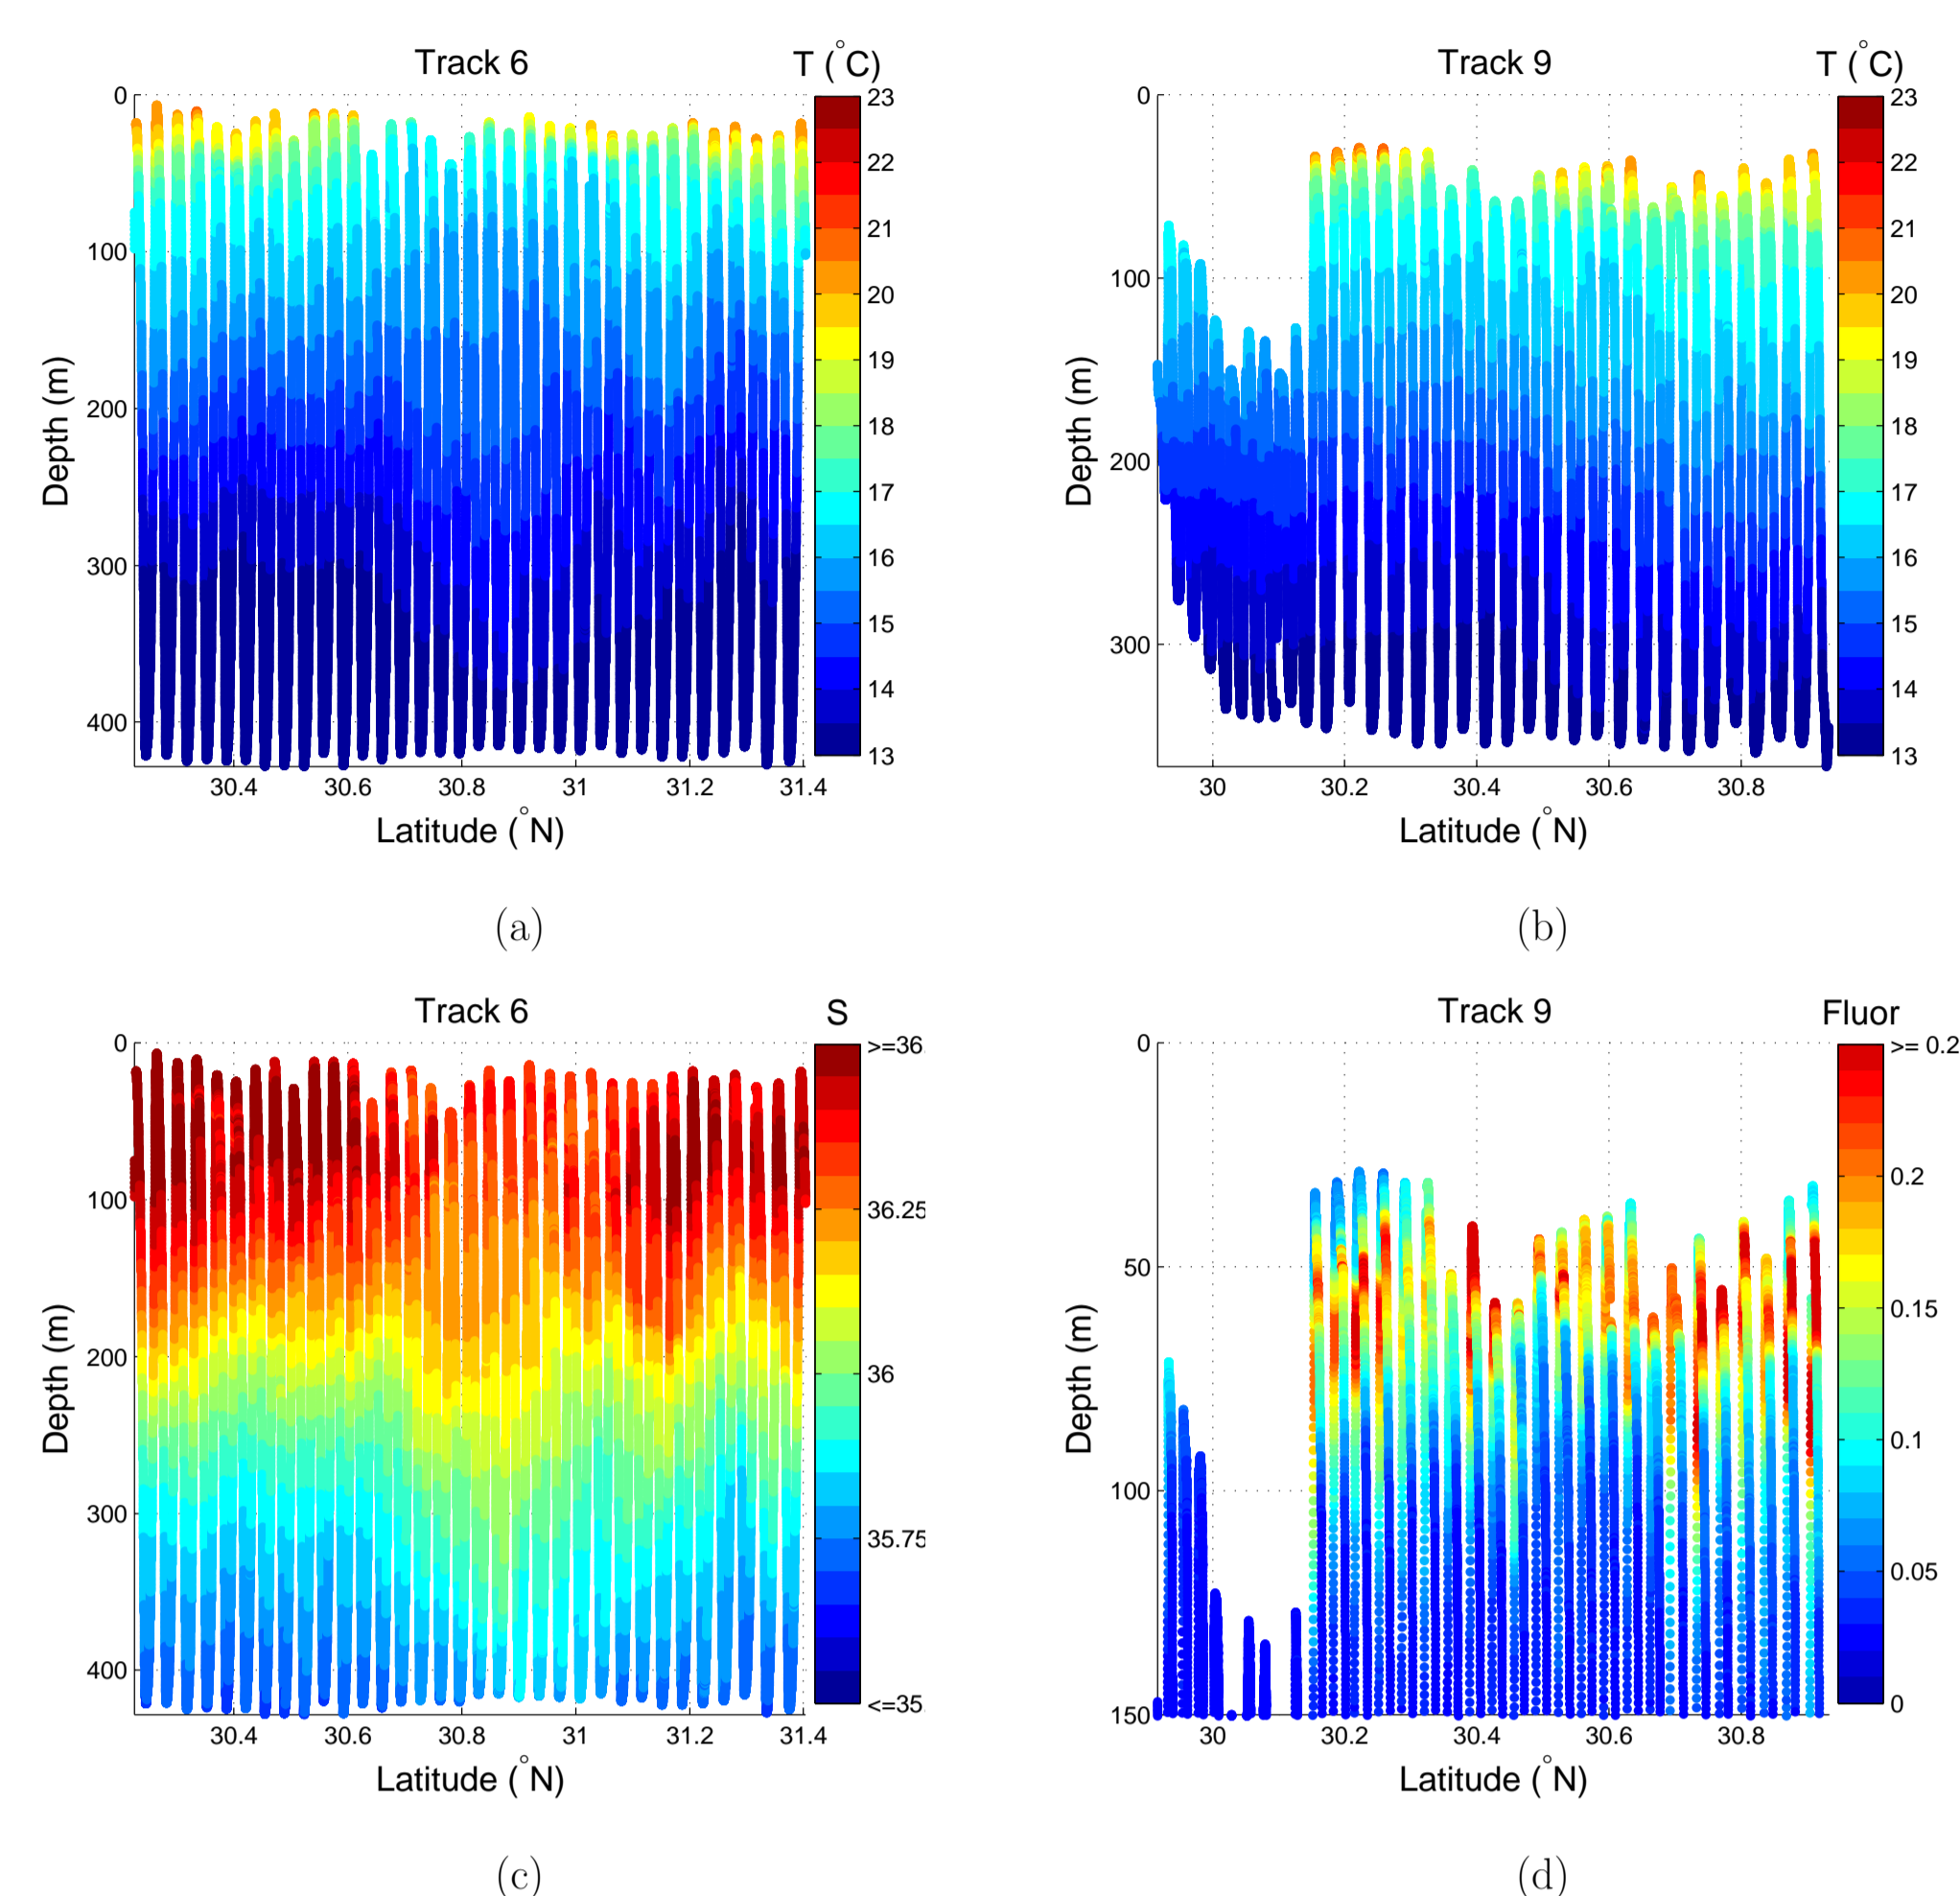 Track 6
T (°C)
0
100
200
300
400
Depth (m)
30.4 30.6 30.8 31 31.2 31.4
Latitude (°N)
23
22
21
20
19
18
17
16
15
14
13
(a)
Track 9
T (°C)
0
100
200
300
Depth (m)
30 30.2 30.4 30.6 30.8
Latitude (°N)
23
22
21
20
19
18
17
16
15
14
13
(b)
Track 6
S
0
100
200
300
400
Depth (m)
30.4 30.6 30.8 31 31.2 31.4
Latitude (°N)
>=36.
36.25
36
35.75
<=35.
(c)
Track 9
Fluor
0
50
100
150
Depth (m)
30 30.2 30.4 30.6 30.8
Latitude (°N)
>= 0.2
0.2
0.15
0.1
0.05
0
(d)